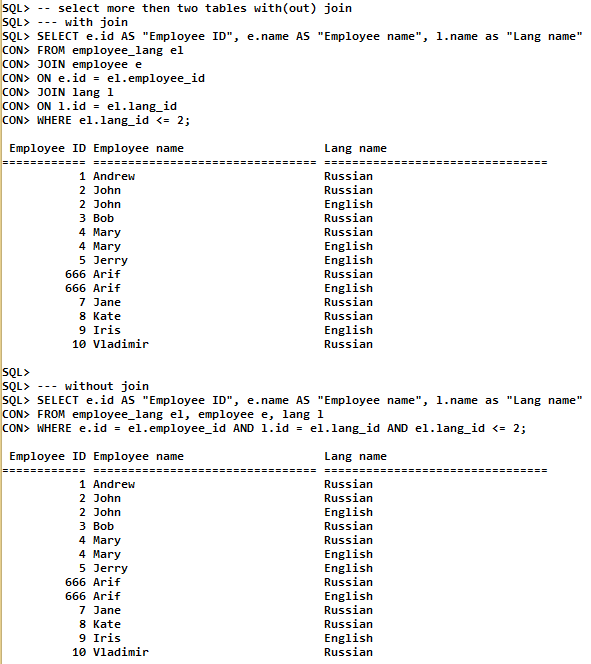 SQL> -- select more then two tables with(out) join
SQL> --- with join
SQL> SELECT e.id AS "Employee ID", e.name AS "Employee name", l.name as "Lang name"
CON> FROM employee_lang el
CON> JOIN employee e
CON> ON e.id = el.employee_id
CON> JOIN lang l
CON> ON l.id = el.lang_id
CON> WHERE el.lang_id <= 2;
Employee ID Employee name Lang name
============ =============================== ===============================
1 Andrew Russian
2 John Russian
2 John English
3 Bob Russian
4 Mary Russian
4 Mary English
5 Jerry English
666 Arif Russian
666 Arif English
7 Jane Russian
8 Kate Russian
9 Iris English
10 Vladimir Russian
SQL>
SQL> --- without join
SQL> SELECT e.id AS "Employee ID", e.name AS "Employee name", l.name as "Lang name"
CON> FROM employee_lang el, employee e, lang l
CON> WHERE e.id = el.employee_id AND l.id = el.lang_id AND el.lang_id <= 2;
Employee ID Employee name Lang name
============ =============================== ===============================
1 Andrew Russian
2 John Russian
2 John English
3 Bob Russian
4 Mary Russian
4 Mary English
5 Jerry English
666 Arif Russian
666 Arif English
7 Jane Russian
8 Kate Russian
9 Iris English
10 Vladimir Russian